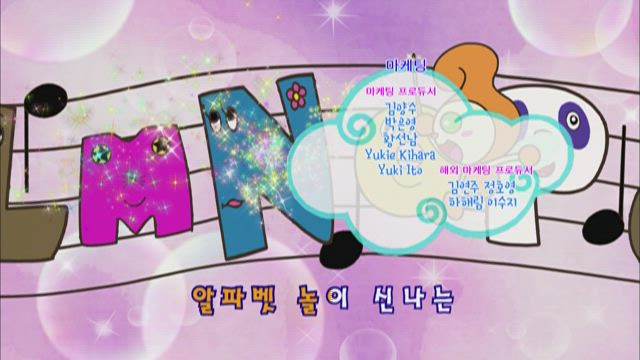 마케팅
마케팅 프로듀서
김양수
박은영
황선남
Yukie Kihara
Yuki Ito
해외 마케팅 프로듀서
김연주 정호영
하해림 이수지
L M N O P
알파벳 놀이 신나는